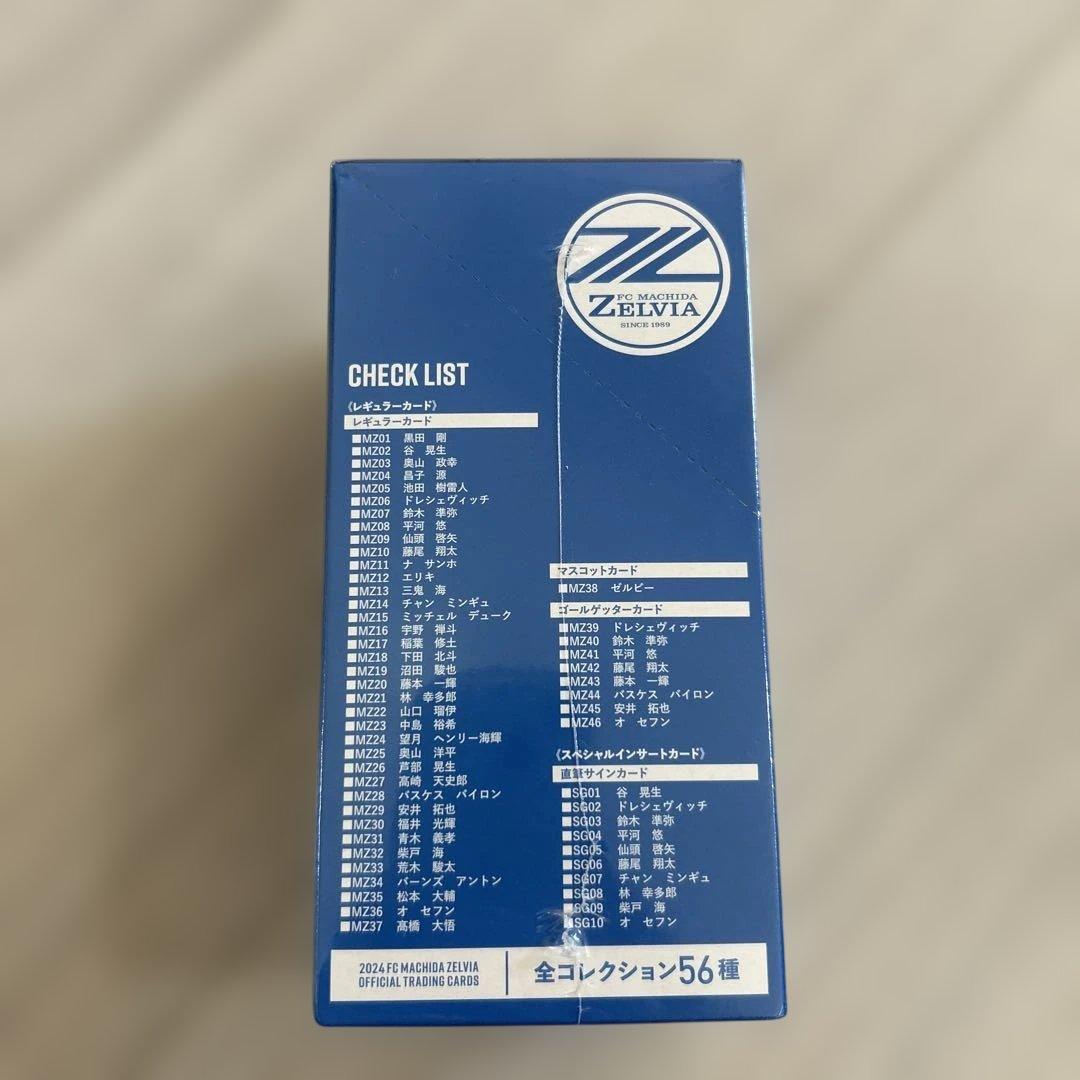 FC MACHIDA
ZELVIA
SINCE 1989
CHECK LIST
《レギュラーカード》
レギュラーカード
■MZ01 黒田 剛
■MZ02 谷 晃生
■MZ03 奥山 政幸
■MZ04 昌子 源
■MZ05 池田 樹雷人
■MZ06 ドレシェヴィッチ
■MZ07 鈴木 準弥
■MZ08 平河 悠
■MZ09 仙頭 啓矢
■MZ10 藤尾 翔太
■MZ11 ナ サンホ
■MZ12 エリキ
■MZ13 三鬼 海
■MZ14 チャン ミンギュ
■MZ15 ミッチェル デューク
■MZ16 宇野 禅斗
■MZ17 稲葉 修土
■MZ18 下田 北斗
■MZ19 沼田 駿也
■MZ20 藤本 一輝
■MZ21 林 幸多郎
■MZ22 山口 瑠伊
■MZ23 中島 裕希
■MZ24 望月 ヘンリー海輝
■MZ25 奥山 洋平
■MZ26 芦部 晃生
■MZ27 高崎 天史郎
■MZ28 バスケス バイロン
■MZ29 安井 拓也
■MZ30 福井 光輝
■MZ31 青木 義孝
■MZ32 柴戸 海
■MZ33 荒木 駿太
■MZ34 バーンズ アントン
■MZ35 松本 大輔
■MZ36 オ セフン
■MZ37 髙橋 大悟
マスコットカード
■MZ38 ゼルビー
ゴールゲッターカード
■MZ39 ドレシェヴィッチ
■MZ40 鈴木 準弥
■MZ41 平河 悠
■MZ42 藤尾 翔太
■MZ43 藤本 一輝
■MZ44 バスケス バイロン
■MZ45 安井 拓也
■MZ46 オ セフン
《スペシャルインサートカード》
直筆サインカード
■SG01 谷 晃生
■SG02 ドレシェヴィッチ
■SG03 鈴木 準弥
■SG04 平河 悠
■SG05 仙頭 啓矢
■SG06 藤尾 翔太
■SG07 チャン ミンギュ
■SG08 林 幸多郎
■SG09 柴戸 海
■SG10 オ セフン
2024 FC MACHIDA ZELVIA
OFFICIAL TRADING CARDS
全コレクション56種